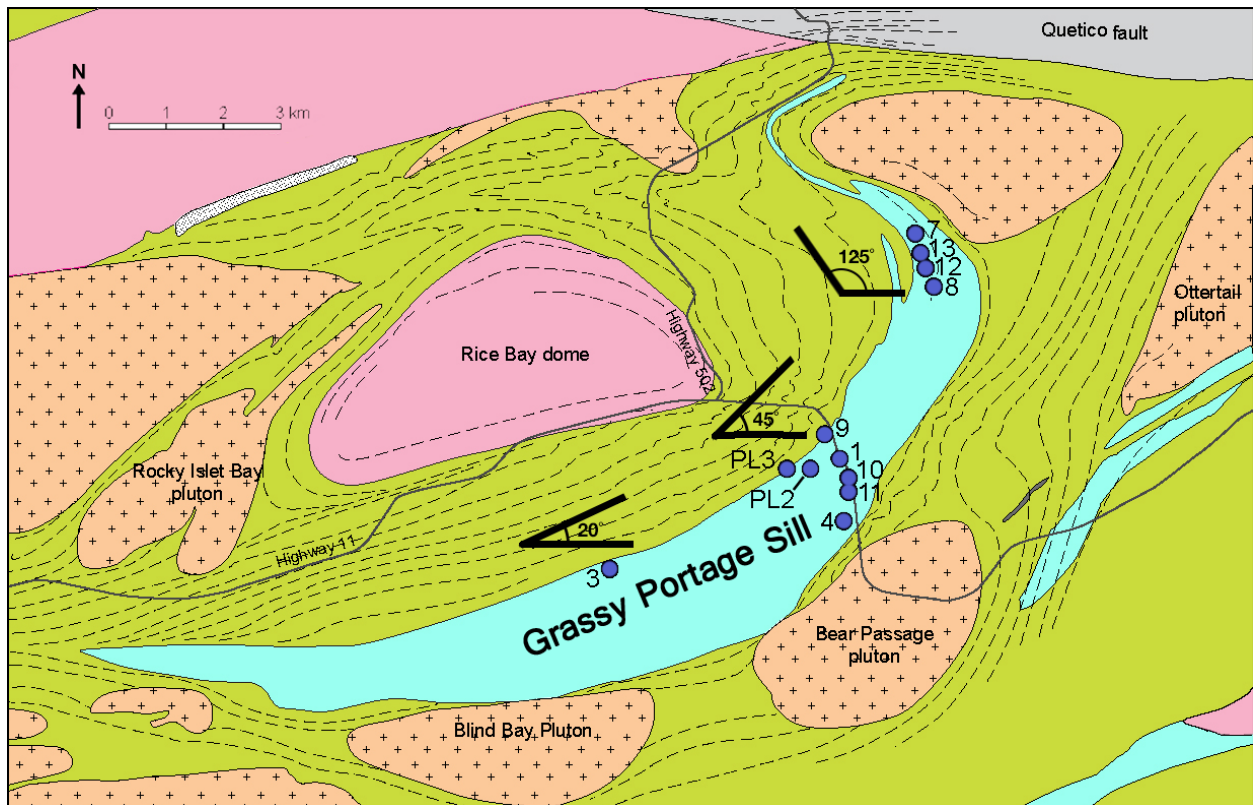 Quetico fault
N
0 1 2 3 km
7
13
125°
12
8
Ottertail
pluton
Highway 502
Rice Bay dome
45°
9
1
PL3
10
PL2
11
Rocky Islet Bay
pluton
4
20°
Highway 11
3
Grassy Portage Sill
Bear Passage
pluton
Blind Bay Pluton